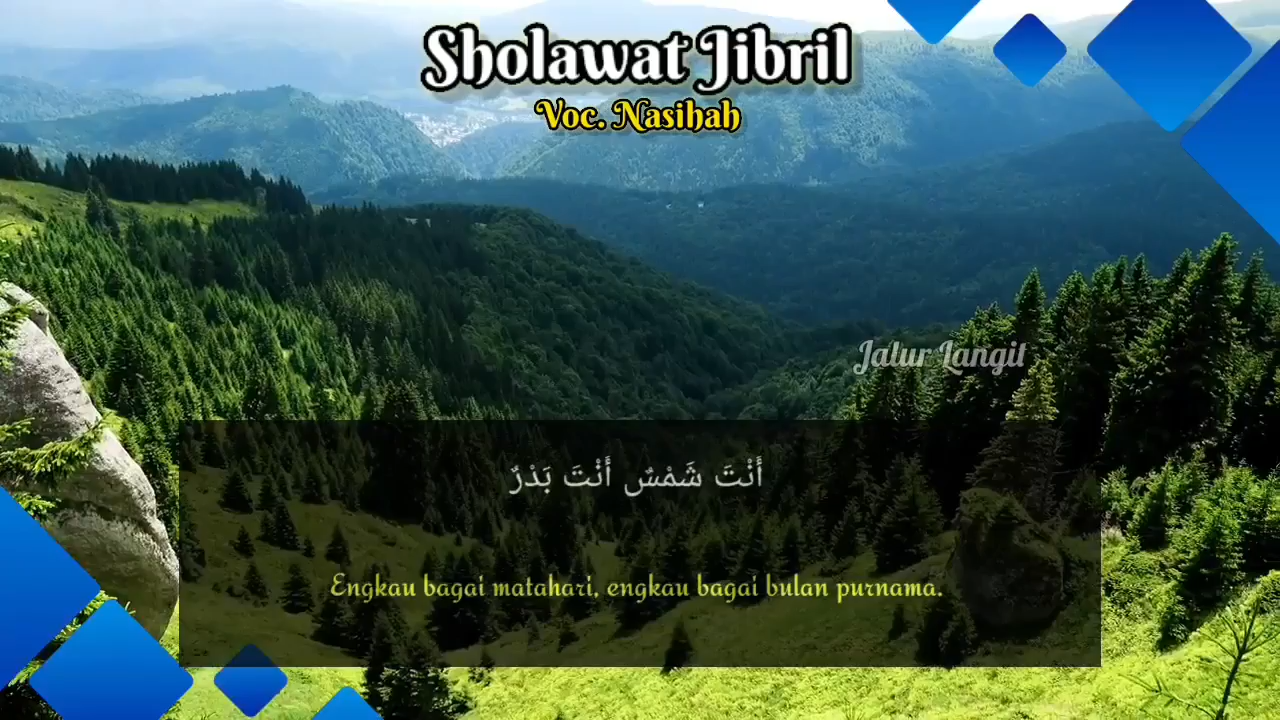 Sholawat Jibril
Voc. Nasihah
Jalur Langit
أَنْتَ شَمْسٌ أَنْتَ بَدْرٌ
Engkau bagai matahari, engkau bagai bulan purnama.